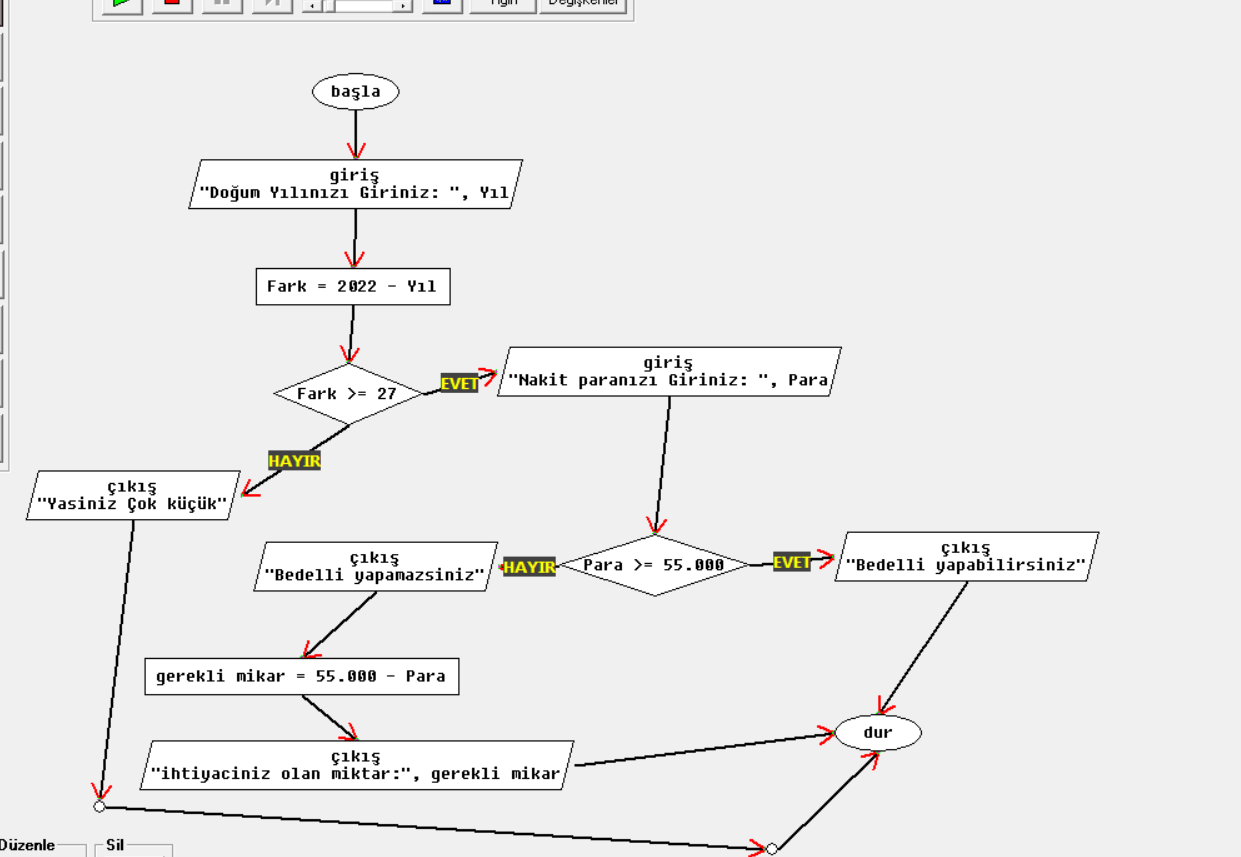 Değişkenler
başla
giriş
"Doğum Yılınızı Giriniz: ", Yıl
Fark = 2022 - Yıl
giriş
"Nakit paranızı Giriniz: ", Para
EVET
Fark >= 27
HAYIR
çıkış
"Yasiniz Çok küçük"
çıkış
"Bedelli yapamazsiniz"
HAYIR
Para >= 55.000
EVET
çıkış
"Bedelli yapabilirsiniz"
gerekli mikar = 55.000 - Para
dur
çıkış
"ihtiyaciniz olan miktar:", gerekli mikar
Düzenle
Sil